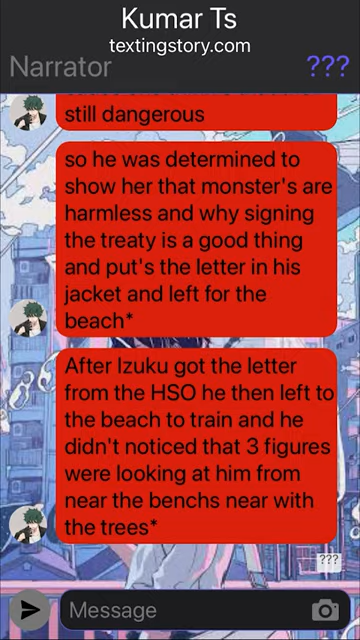 Kumar Ts
textingstory.com
Narrator
???
still dangerous
so he was determined to
show her that monster's are
harmless and why signing
the treaty is a good thing
and put's the letter in his
jacket and left for the
beach*
After Izuku got the letter
from the HSO he then left to
the beach to train and he
didn't noticed that 3 figures
were looking at him from
near the benchs near with
the trees*
???
Message